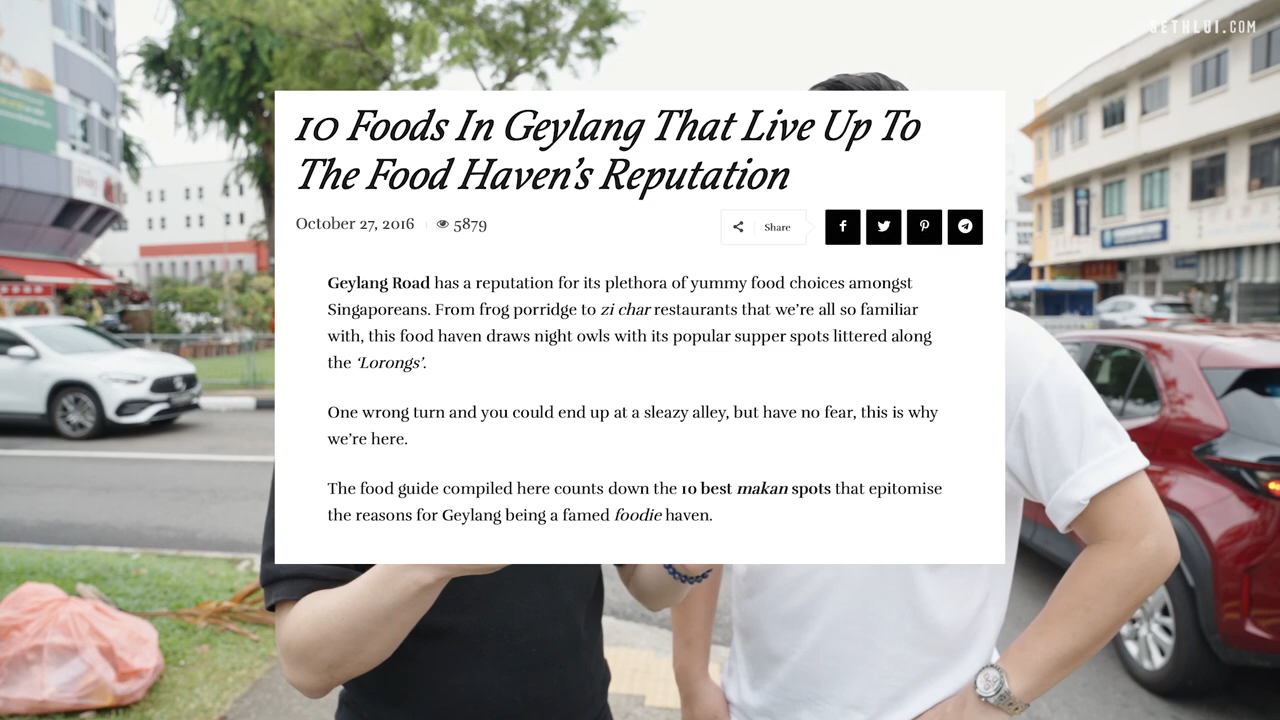 SETHLUI.COM
10 Foods In Geylang That Live Up To
The Food Haven's Reputation
October 27, 2016 5879
Share
Geylang Road has a reputation for its plethora of yummy food choices amongst
Singaporeans. From frog porridge to zi char restaurants that we're all so familiar
with, this food haven draws night owls with its popular supper spots littered along
the ‘Lorongs’.
One wrong turn and you could end up at a sleazy alley, but have no fear, this is why
we're here.
The food guide compiled here counts down the 10 best makan spots that epitomise
the reasons for Geylang being a famed foodie haven.